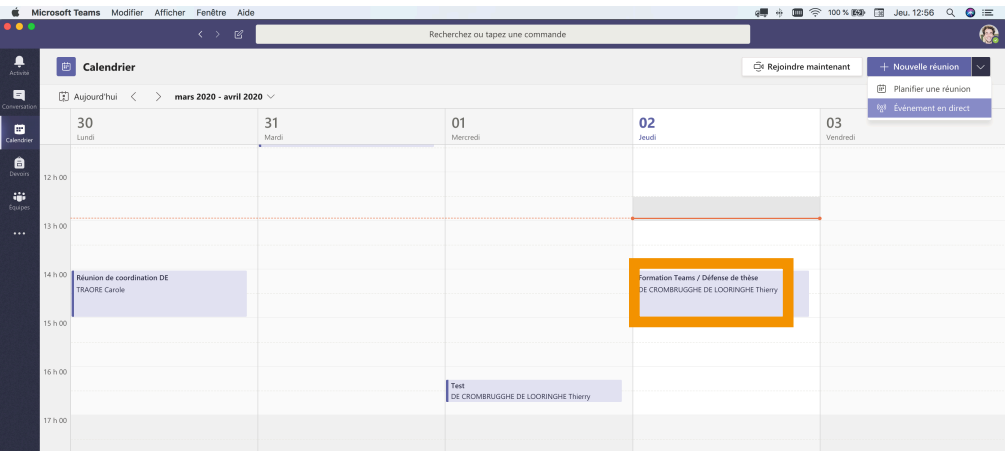 Microsoft Teams Modifier Afficher Fenêtre Aide 100 % Jeu. 12:56
Recherchez ou tapez une commande
Activité
Calendrier
Rejoindre maintenant
+ Nouvelle réunion
Planifier une réunion
Événement en direct
Conversation
Aujourd'hui < > mars 2020 - avril 2020
Calendrier
30
Lundi
31
Mardi
01
Mercredi
02
Jeudi
03
Vendredi
Devoirs
Équipes
12 h 00
13 h 00
14 h 00
15 h 00
16 h 00
17 h 00
Réunion de coordination DE
TRAORE Carole
Formation Teams / Défense de thèse
DE CROMBRUGGHE DE LOORINGHE Thierry
Test
DE CROMBRUGGHE DE LOORINGHE Thierry